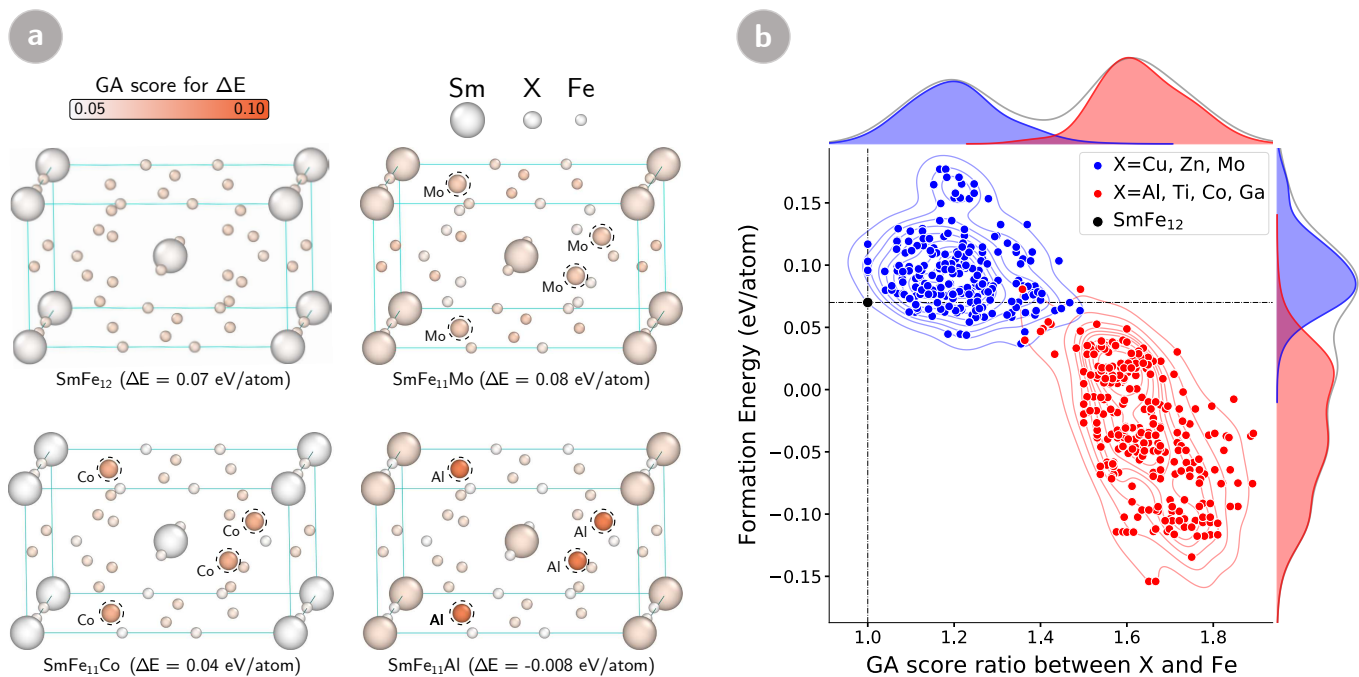 a
GA score for ΔE
0.05 0.10
Sm X Fe
SmFe₁₂ (ΔE = 0.07 eV/atom)
Mo
Mo
Mo
Mo
SmFe₁₁Mo (ΔE = 0.08 eV/atom)
Co
Co
Co
Co
SmFe₁₁Co (ΔE = 0.04 eV/atom)
Al
Al
Al
Al
SmFe₁₁Al (ΔE = -0.008 eV/atom)
b
X=Cu, Zn, Mo
X=Al, Ti, Co, Ga
SmFe₁₂
Formation Energy (eV/atom)
0.15
0.10
0.05
0.00
−0.05
−0.10
−0.15
1.0 1.2 1.4 1.6 1.8
GA score ratio between X and Fe